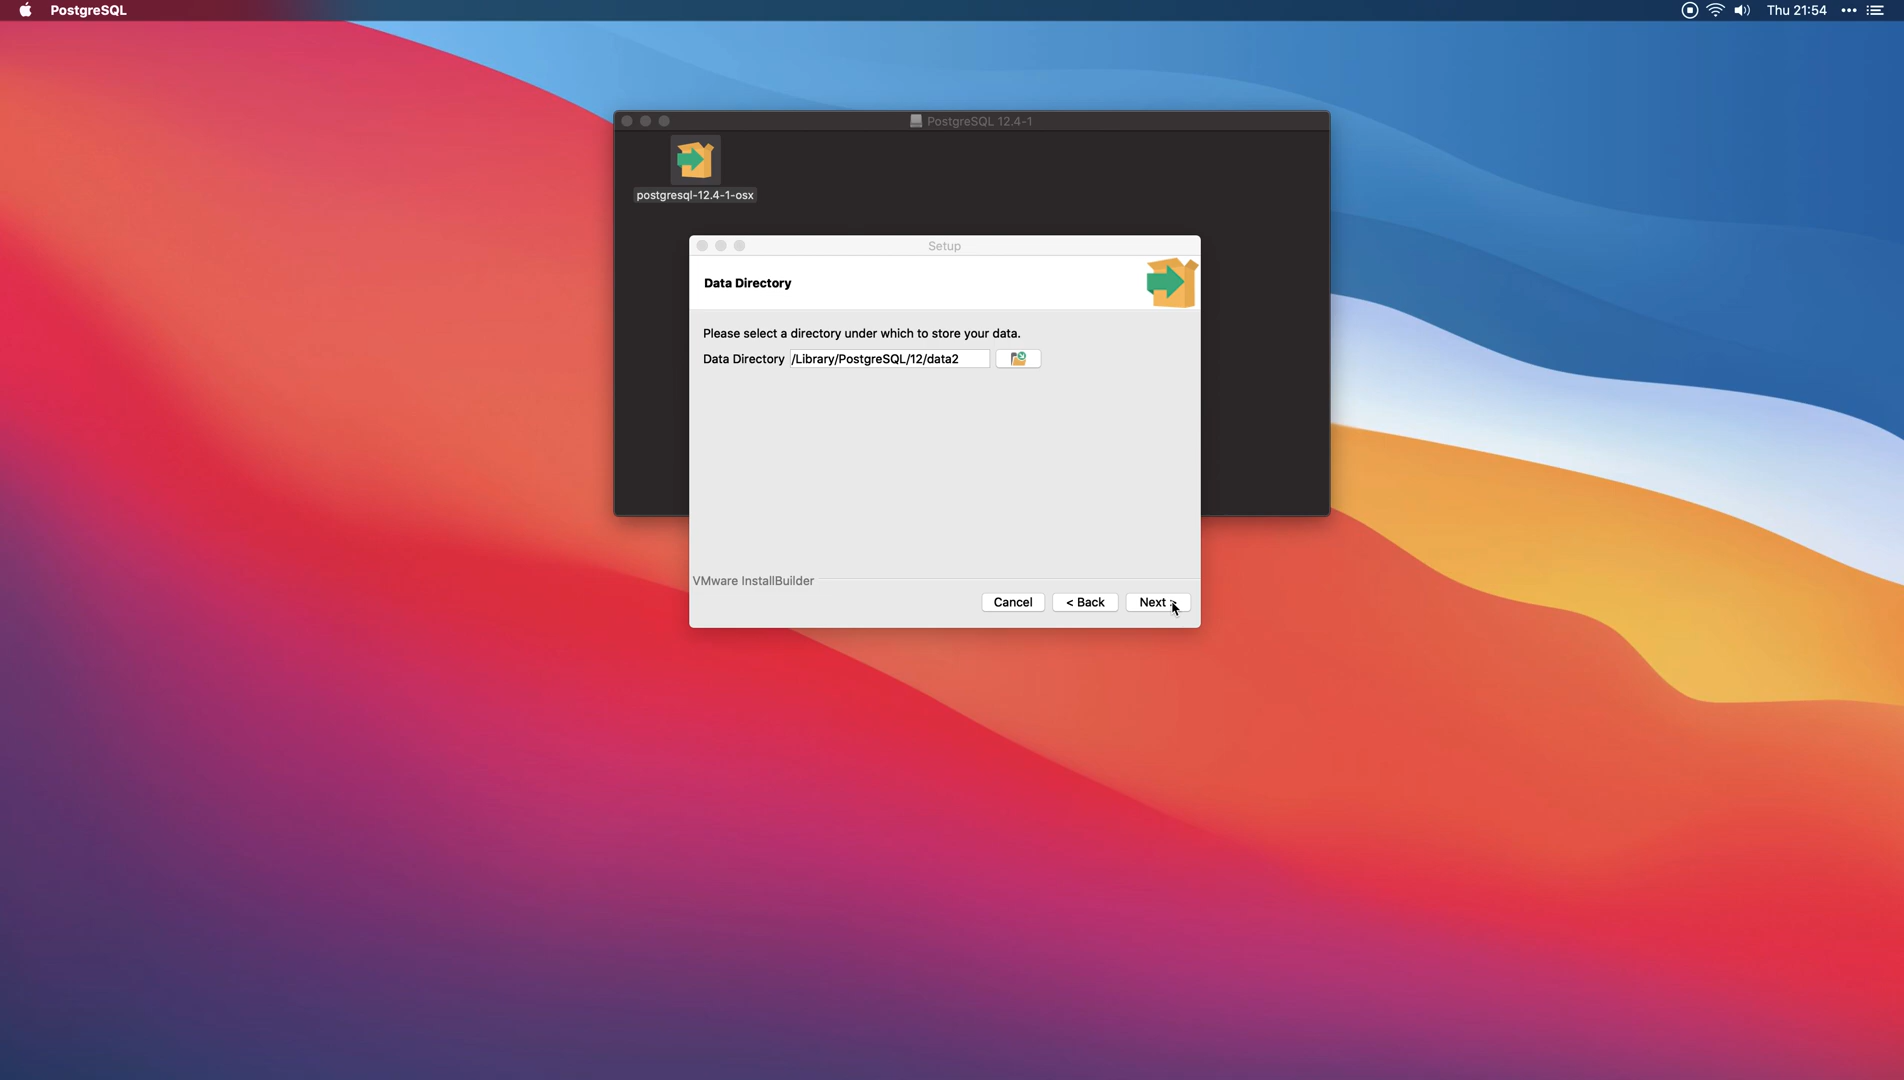 PostgreSQL
Thu 21:54
PostgreSQL 12.4-1
postgresql-12.4-1-osx
Setup
Data Directory
Please select a directory under which to store your data.
Data Directory /Library/PostgreSQL/12/data2
VMware InstallBuilder
Cancel < Back Next >